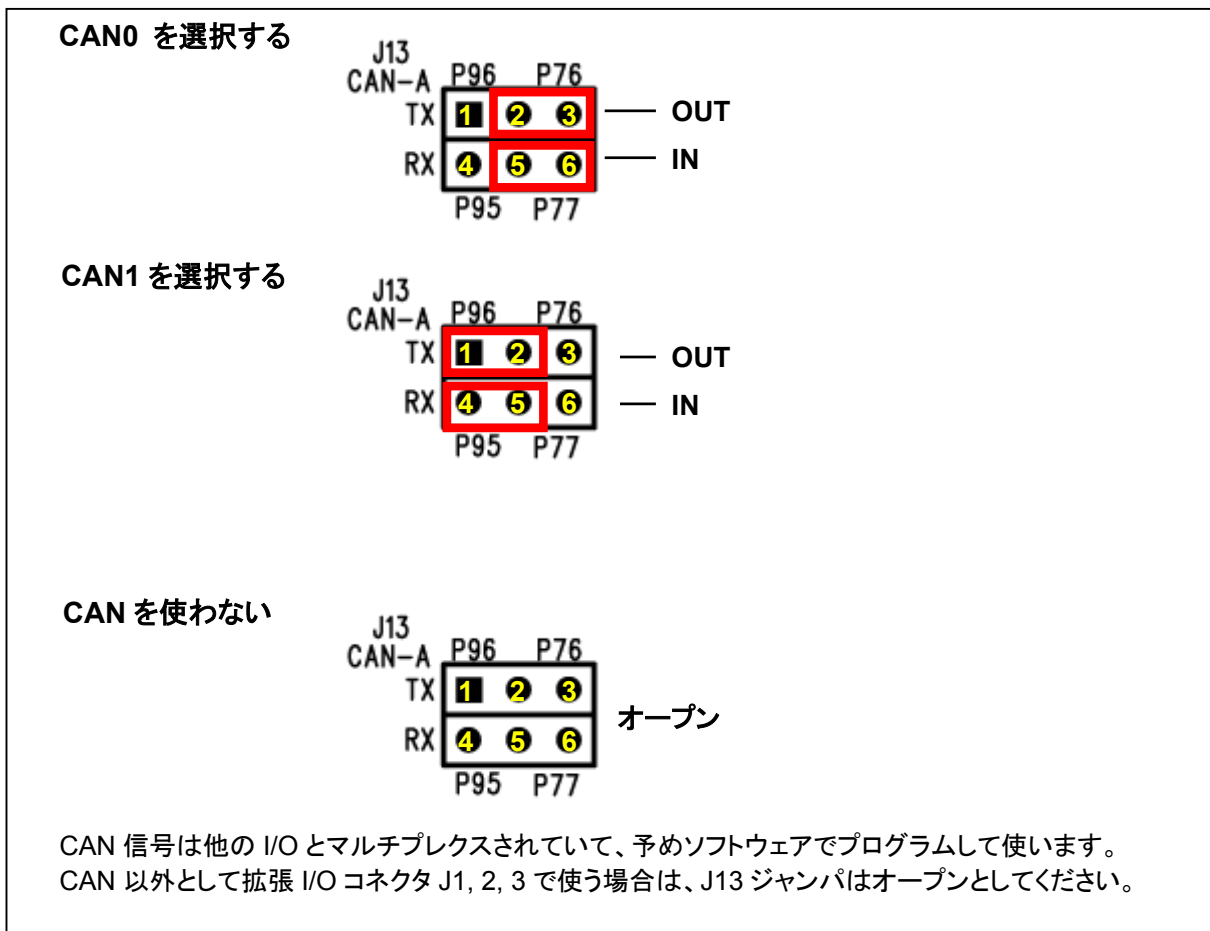 CAN0 を選択する
J13
CAN-A P96 P76
TX 1 2 3 OUT
RX 4 5 6 IN
P95 P77
CAN1 を選択する
J13
CAN-A P96 P76
TX 1 2 3 OUT
RX 4 5 6 IN
P95 P77
CAN を使わない
J13
CAN-A P96 P76
TX 1 2 3
オープン
RX 4 5 6
P95 P77
CAN 信号は他の I/O とマルチプレクスされていて、予めソフトウェアでプログラムして使います。
CAN 以外として拡張 I/O コネクタ J1, 2, 3 で使う場合は、J13 ジャンパはオープンとしてください。